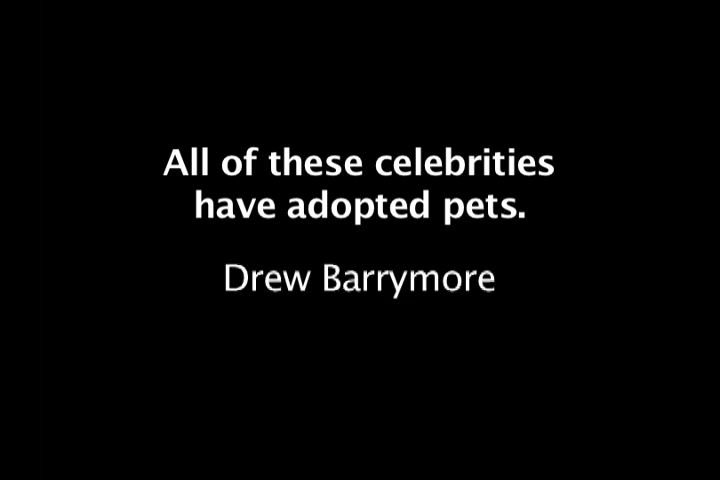 All of these celebrities
have adopted pets.
Drew Barrymore